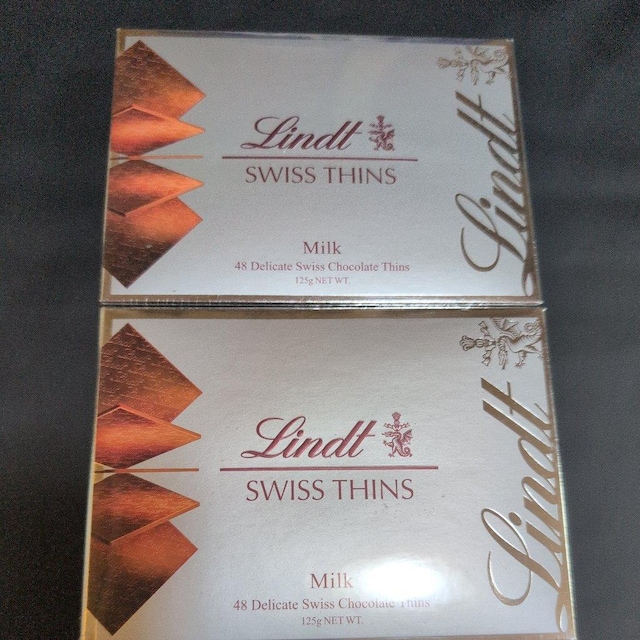 Lindt
SWISS THINS
Milk
48 Delicate Swiss Chocolate Thins
125g NET WT.
Lindt
Lindt
SWISS THINS
Milk
48 Delicate Swiss Chocolate Thins
125g NET WT.
Lindt